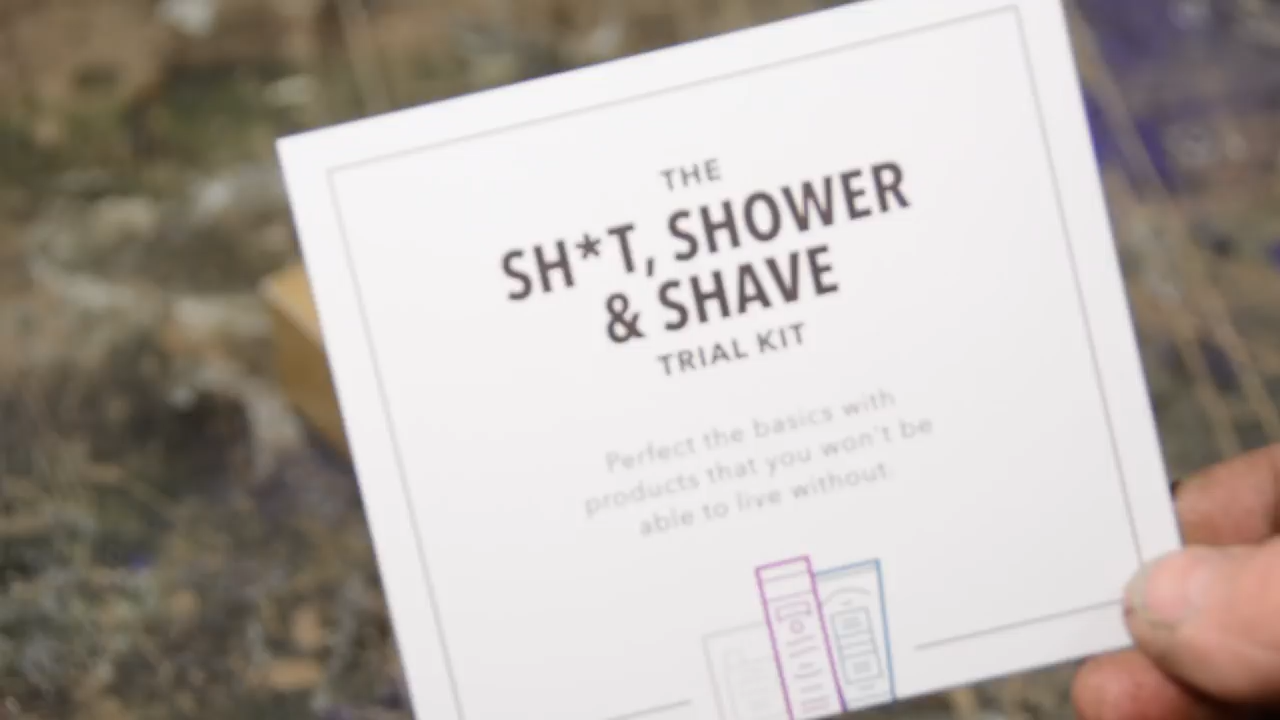 THE
SH*T, SHOWER
& SHAVE
TRIAL KIT
Perfect the basics with
products that you won't be
able to live without.